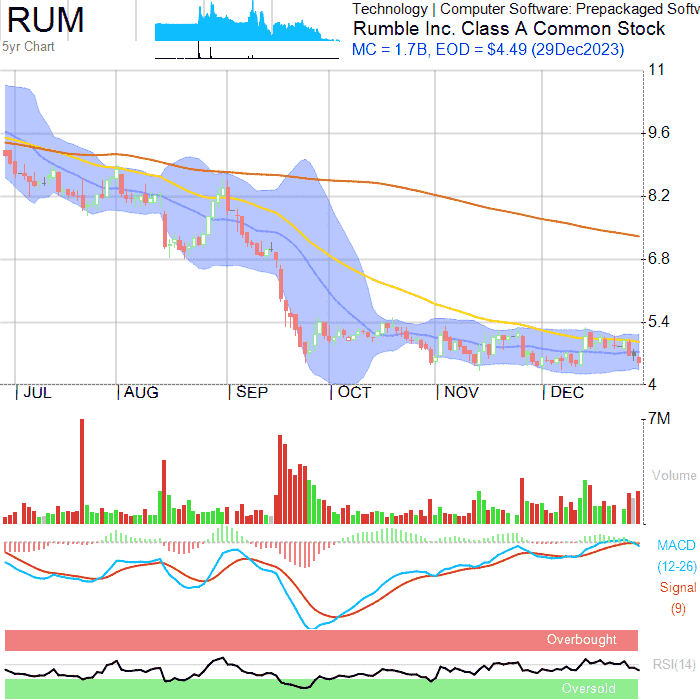 RUM
5yr Chart
Technology | Computer Software: Prepackaged Softw
Rumble Inc. Class A Common Stock
MC = 1.7B, EOD = $4.49 (29Dec2023)
11
9.6
8.2
6.8
5.4
4
JUL AUG SEP OCT NOV DEC
7M
Volume
MACD
(12-26)
Signal
(9)
Overbought
RSI(14)
Oversold